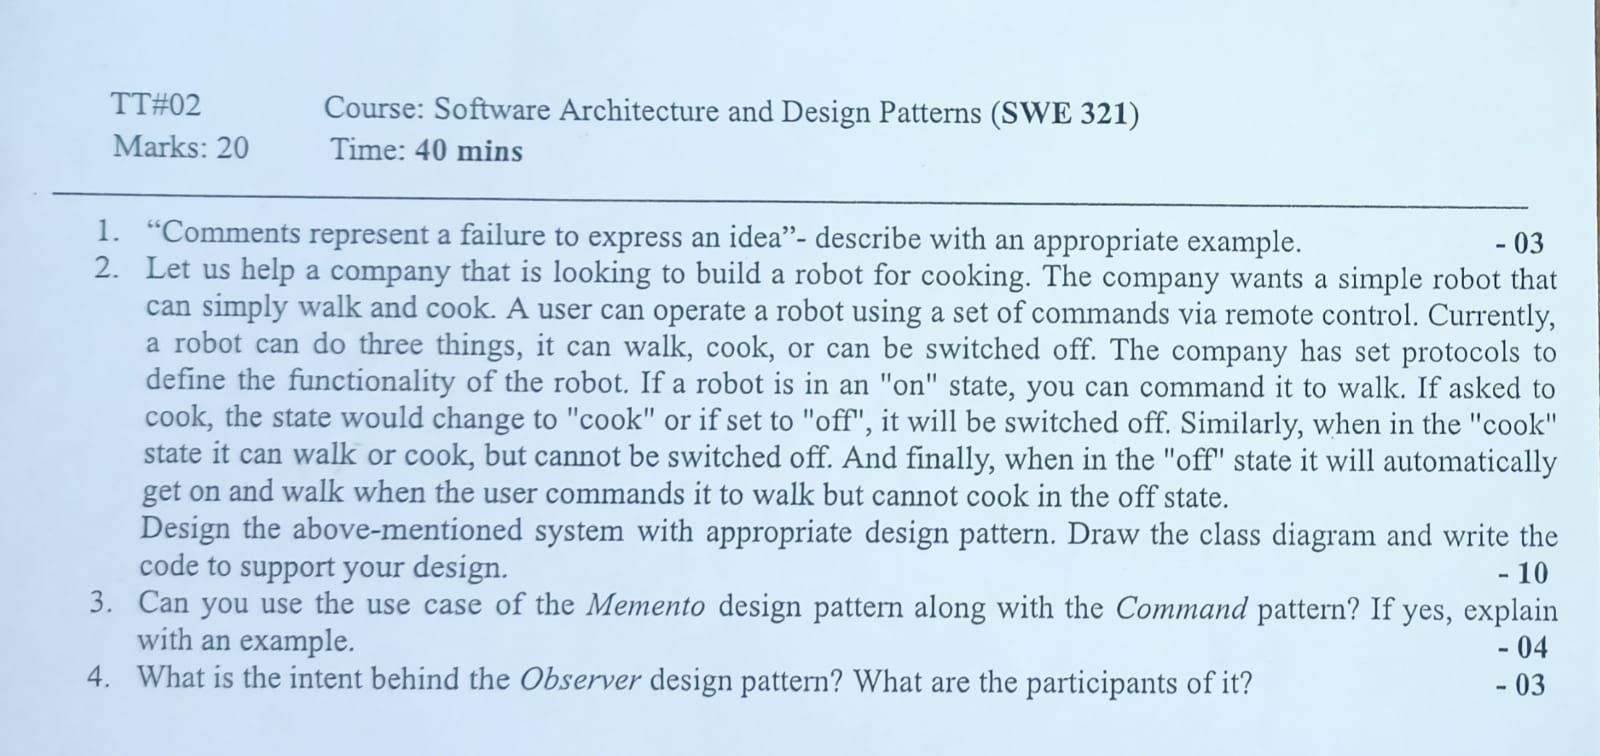 TT#02 Course: Software Architecture and Design Patterns (SWE 321)
Marks: 20 Time: 40 mins
1. “Comments represent a failure to express an idea”- describe with an appropriate example. - 03
2. Let us help a company that is looking to build a robot for cooking. The company wants a simple robot that
can simply walk and cook. A user can operate a robot using a set of commands via remote control. Currently,
a robot can do three things, it can walk, cook, or can be switched off. The company has set protocols to
define the functionality of the robot. If a robot is in an "on" state, you can command it to walk. If asked to
cook, the state would change to "cook" or if set to "off", it will be switched off. Similarly, when in the "cook"
state it can walk or cook, but cannot be switched off. And finally, when in the "off" state it will automatically
get on and walk when the user commands it to walk but cannot cook in the off state.
Design the above-mentioned system with appropriate design pattern. Draw the class diagram and write the
code to support your design. - 10
3. Can you use the use case of the Memento design pattern along with the Command pattern? If yes, explain
with an example. - 04
4. What is the intent behind the Observer design pattern? What are the participants of it? - 03